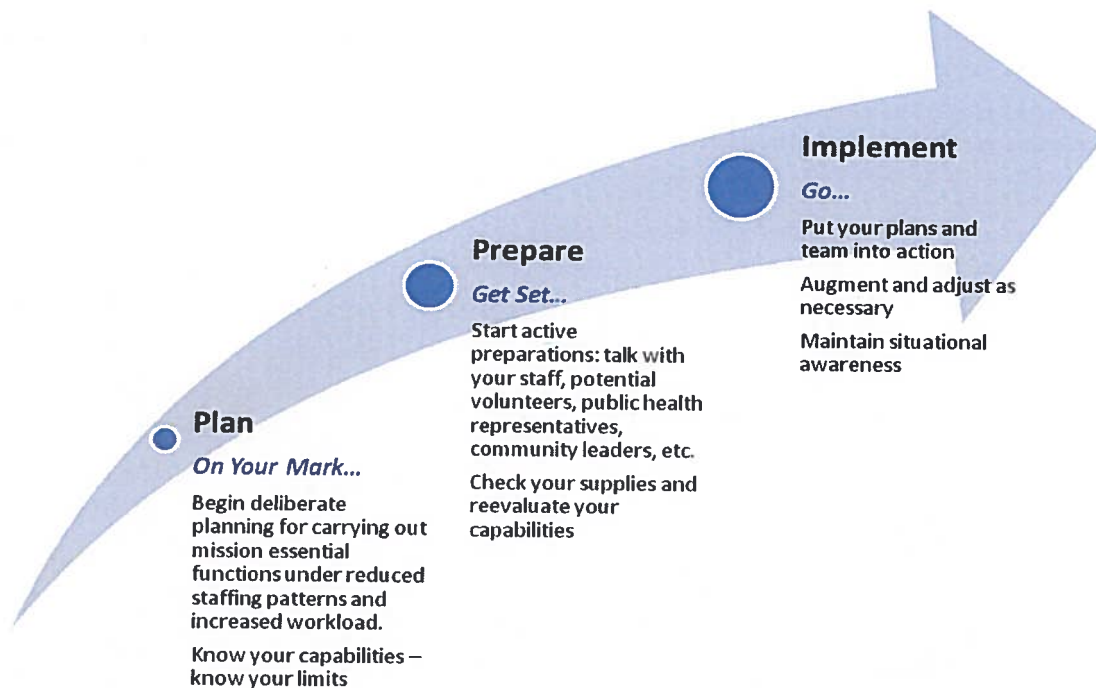 Plan
On Your Mark...
Begin deliberate
planning for carrying out
mission essential
functions under reduced
staffing patterns and
increased workload.
Know your capabilities –
know your limits
Prepare
Get Set...
Start active
preparations: talk with
your staff, potential
volunteers, public health
representatives,
community leaders, etc.
Check your supplies and
reevaluate your
capabilities
Implement
Go...
Put your plans and
team into action
Augment and adjust as
necessary
Maintain situational
awareness